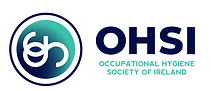 OHSI
OCCUPATIONAL HYGIENE
SOCIETY OF IRELAND